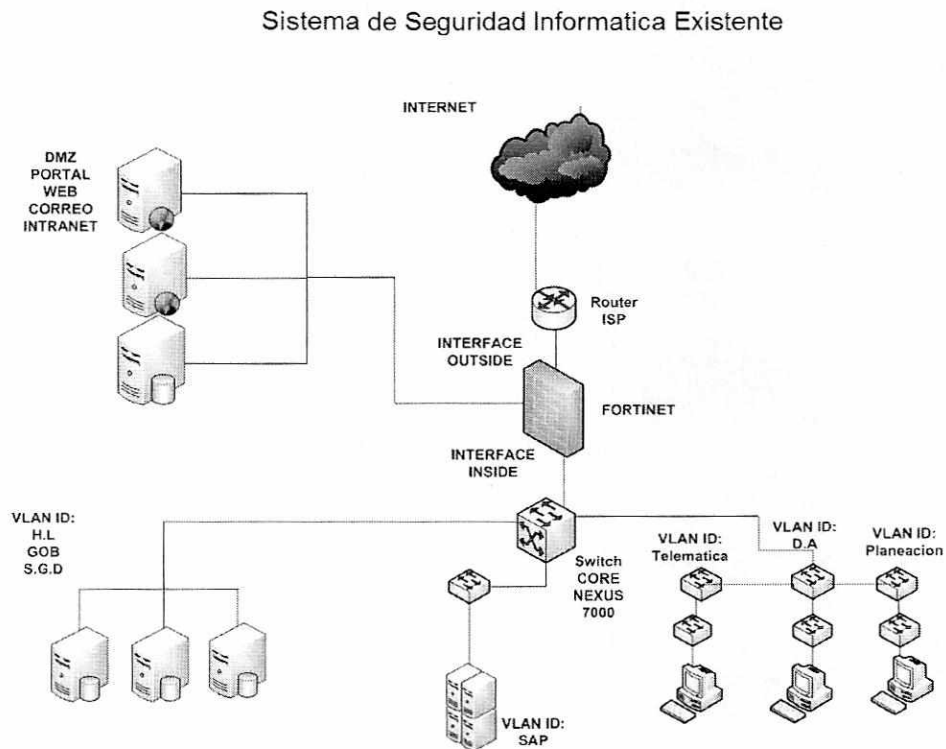 Sistema de Seguridad Informatica Existente
INTERNET
DMZ
PORTAL
WEB
CORREO
INTRANET
Router
ISP
INTERFACE
OUTSIDE
FORTINET
INTERFACE
INSIDE
VLAN ID:
H.L
GOB
S.G.D
Switch
CORE
NEXUS
7000
VLAN ID:
Telematica
VLAN ID:
D.A
VLAN ID:
Planeacion
VLAN ID:
SAP